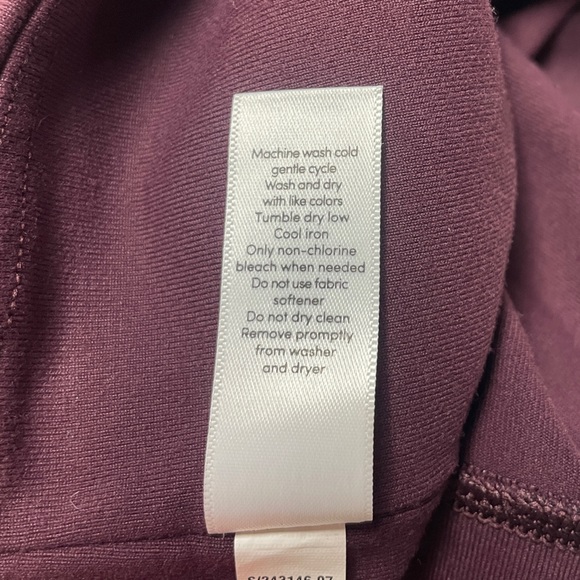 Machine wash cold
gentle cycle
Wash and dry
with like colors
Tumble dry low
Cool iron
Only non-chlorine
bleach when needed
Do not use fabric
softener
Do not dry clean
Remove promptly
from washer
and dryer